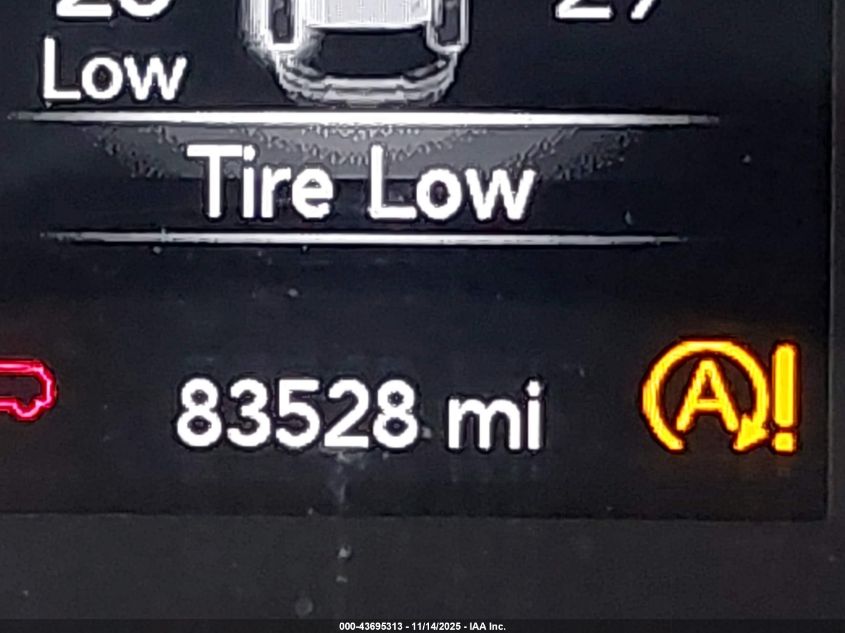 Low
Tire Low
83528 mi
A!
000-43695313 - 11/14/2025 - IAA Inc.